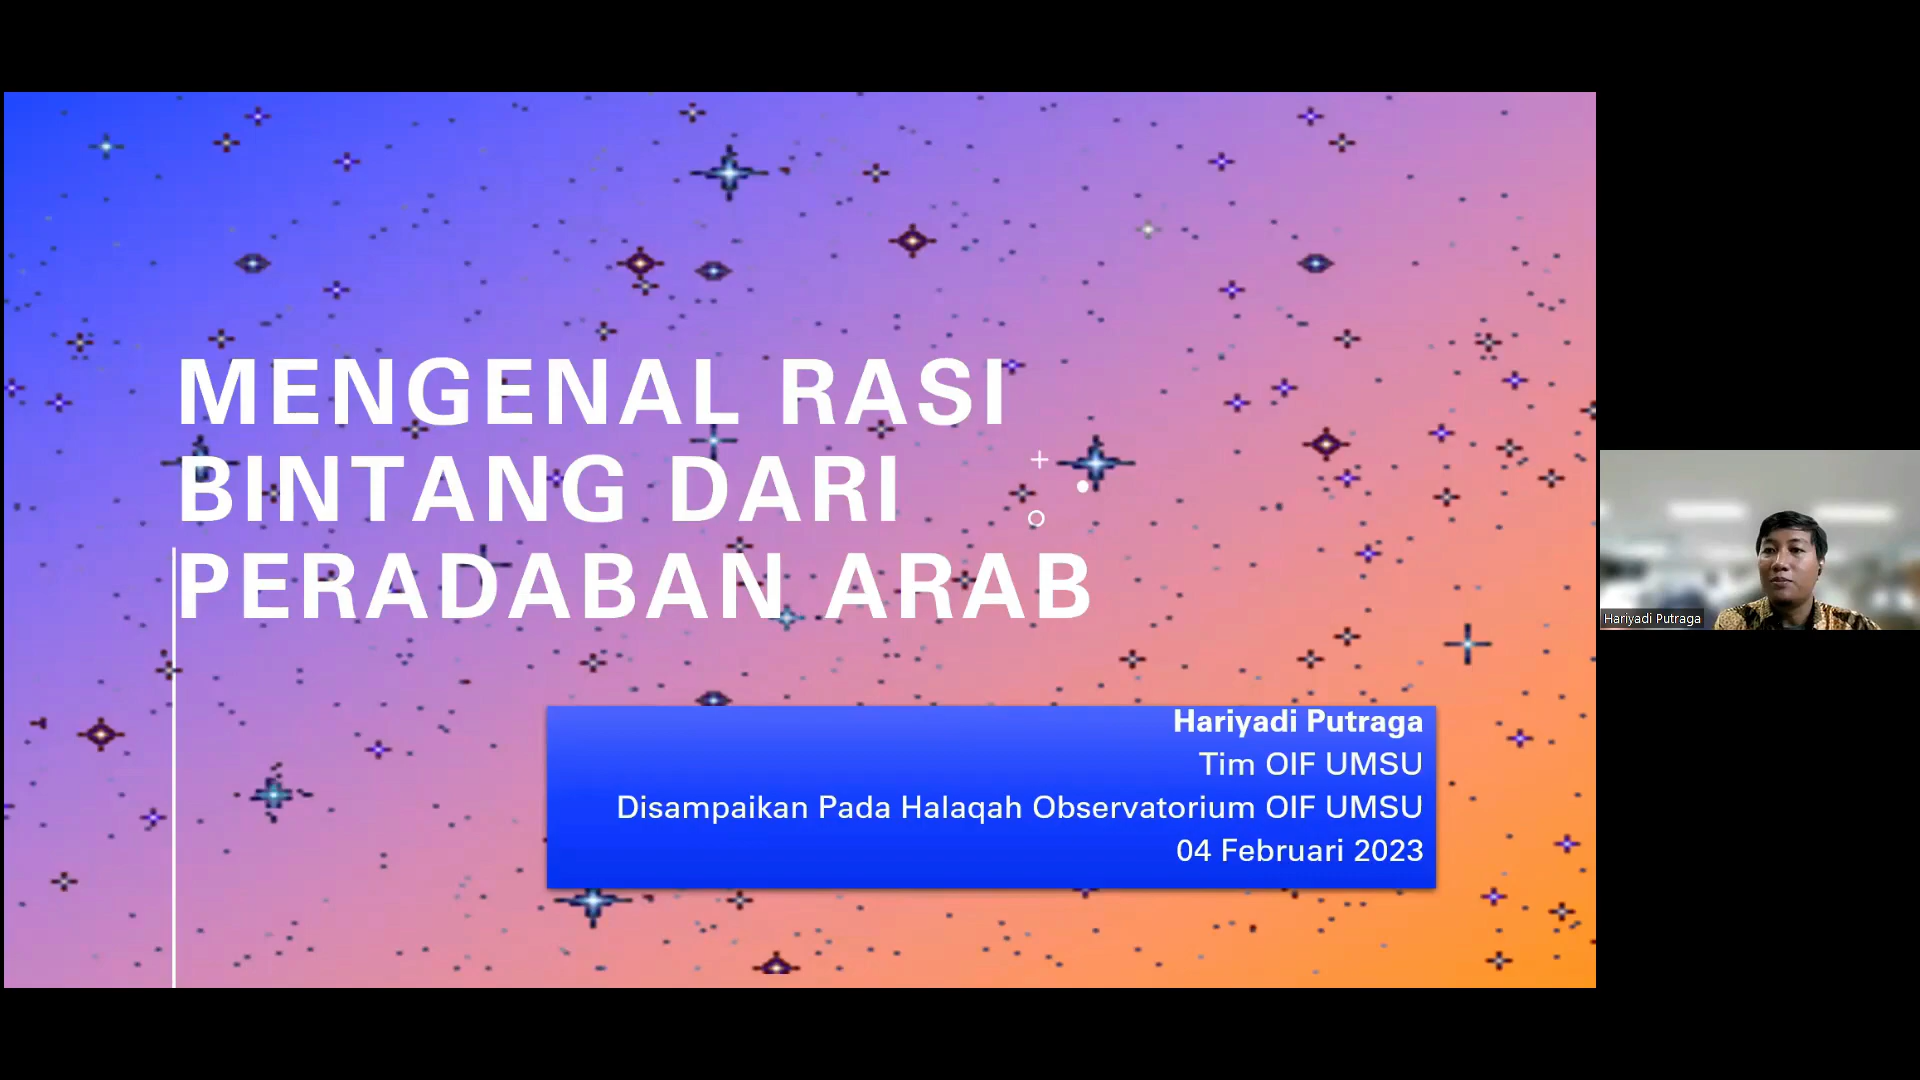 MENGENAL RASI
BINTANG DARI
PERADABAN ARAB
Hariyadi Putraga
Tim OIF UMSU
Disampaikan Pada Halaqah Observatorium OIF UMSU
04 Februari 2023
Hariyadi Putraga